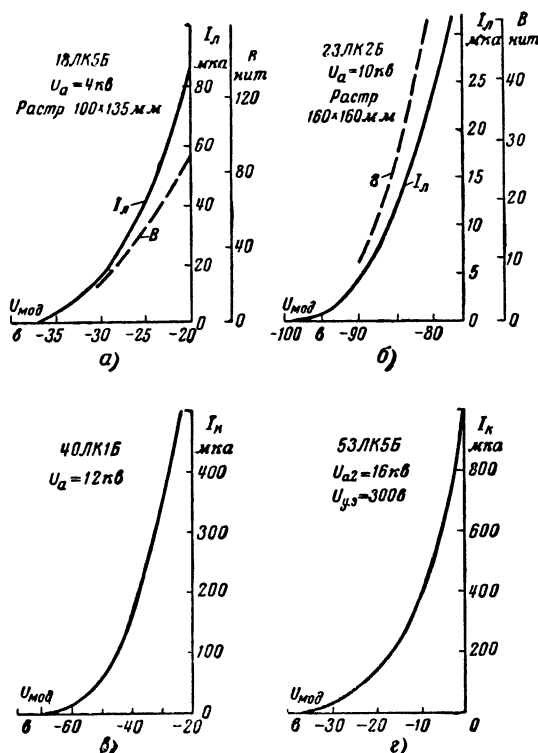 18ЛК5Б
Uа = 4кв
Растр 100×135мм
Iл
мка
B
нит
80
60
40
20
0
120
80
40
0
Iл
B
Uмод
в -35 -30 -25 -20
а)
23ЛК2Б
Uа = 10кв
Растр
160×160мм
Iл
мка
B
нит
25
20
15
10
5
0
40
30
20
10
0
Iл
Uмод
-100 в -90 -80
б)
40ЛК1Б
Uа = 12кв
Iк
мка
400
300
200
100
0
Uмод
в -60 -40 -20
в)
53ЛК5Б
Uа2 = 16кв
Uу.э = 300в
Iк
мка
800
600
400
200
0
Uмод
в -30 -20 -10 0
г)